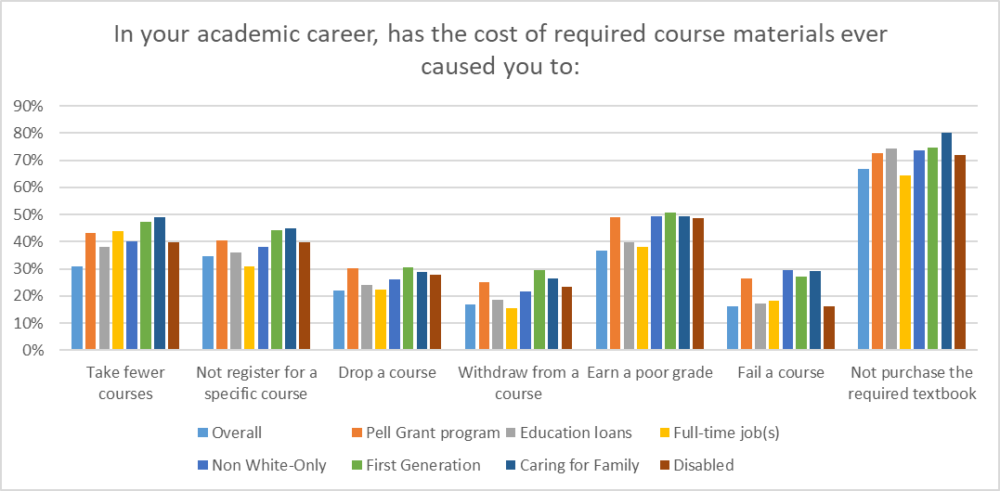 In your academic career, has the cost of required course materials ever
caused you to:
90%
80%
70%
60%
50%
40%
30%
20%
10%
0%
Take fewer
courses
Not register for a
specific course
Drop a course
Withdraw from a
course
Earn a poor grade
Fail a course
Not purchase the
required textbook
Overall
Pell Grant program
Education loans
Full-time job(s)
Non White-Only
First Generation
Caring for Family
Disabled